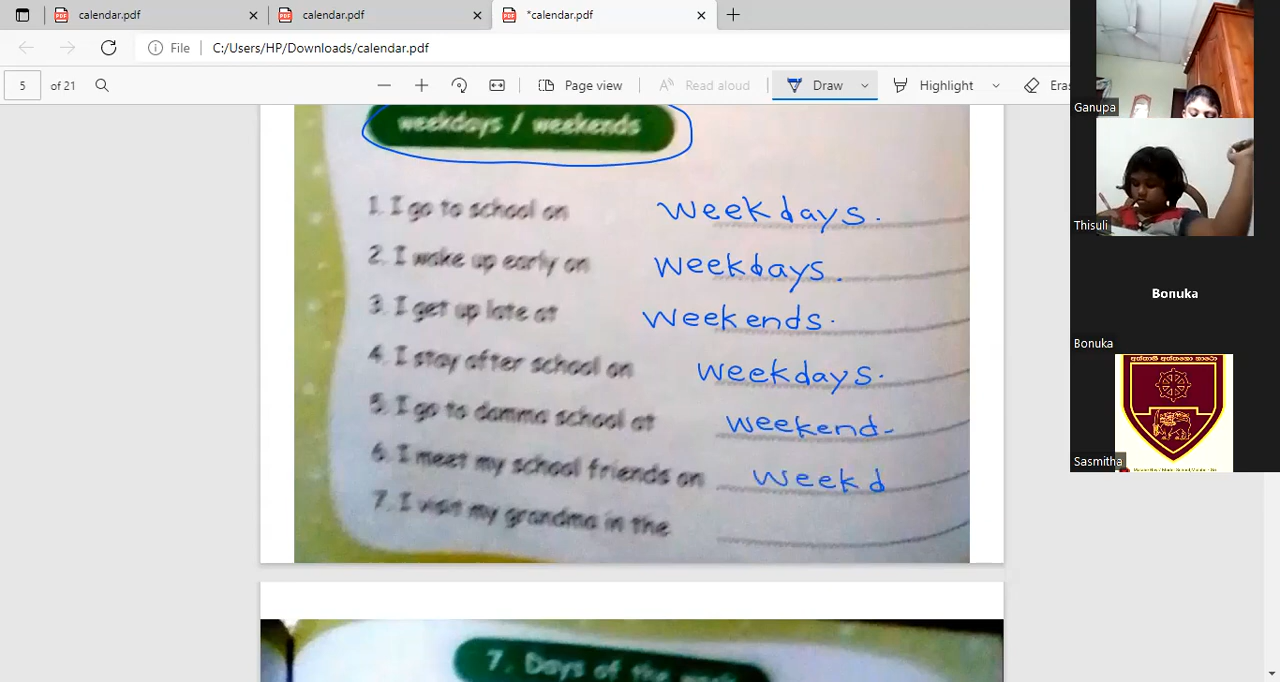 calendar.pdf
calendar.pdf
*calendar.pdf
File C:/Users/HP/Downloads/calendar.pdf
5 of 21 Page view Read aloud Draw Highlight Eras
weekdays / weekends
1. I go to school on weekdays.
2. I wake up early on weekdays.
3. I get up late at weekends.
4. I stay after school on weekdays.
5. I go to damma school at weekend.
6. I meet my school friends on weekd
7. I visit my grandma in the
7. Days of the week
Ganupa
Thisuli
Bonuka
Bonuka
Sasmitha